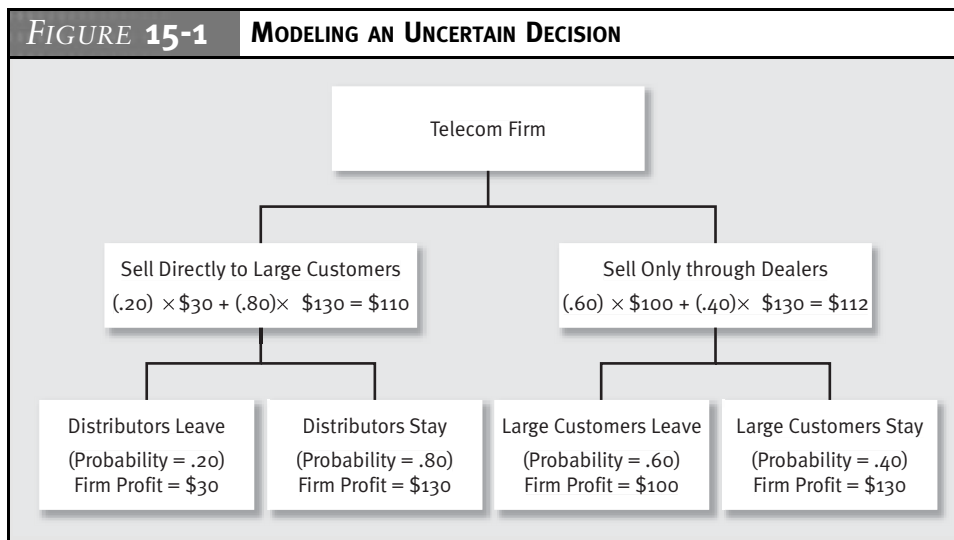 FIGURE 15-1 MODELING AN UNCERTAIN DECISION
Telecom Firm
Sell Directly to Large Customers
(.20) × $30 + (.80)× $130 = $110
Sell Only through Dealers
(.60) × $100 + (.40)× $130 = $112
Distributors Leave
(Probability = .20)
Firm Profit = $30
Distributors Stay
(Probability = .80)
Firm Profit = $130
Large Customers Leave
(Probability = .60)
Firm Profit = $100
Large Customers Stay
(Probability = .40)
Firm Profit = $130